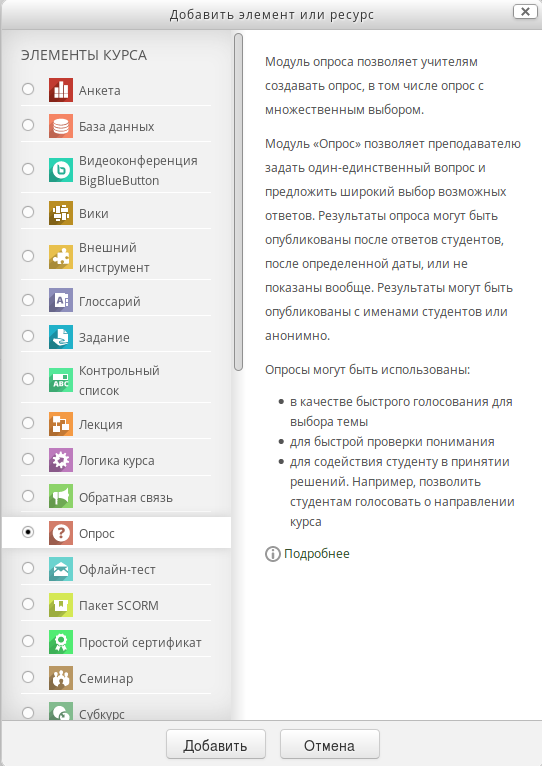 Добавить элемент или ресурс
ЭЛЕМЕНТЫ КУРСА
Анкета
База данных
Видеоконференция
BigBlueButton
Вики
Внешний
инструмент
Глоссарий
Задание
Контрольный
список
Лекция
Логика курса
Обратная связь
Опрос
Офлайн-тест
Пакет SCORM
Простой сертификат
Семинар
Субкурс
Модуль опроса позволяет учителям
создавать опрос, в том числе опрос с
множественным выбором.
Модуль «Опрос» позволяет преподавателю
задать один-единственный вопрос и
предложить широкий выбор возможных
ответов. Результаты опроса могут быть
опубликованы после ответов студентов,
после определенной даты, или не
показаны вообще. Результаты могут быть
опубликованы с именами студентов или
анонимно.
Опросы могут быть использованы:
• в качестве быстрого голосования для
выбора темы
• для быстрой проверки понимания
• для содействия студенту в принятии
решений. Например, позволить
студентам голосовать о направлении
курса
Подробнее
Добавить
Отмена